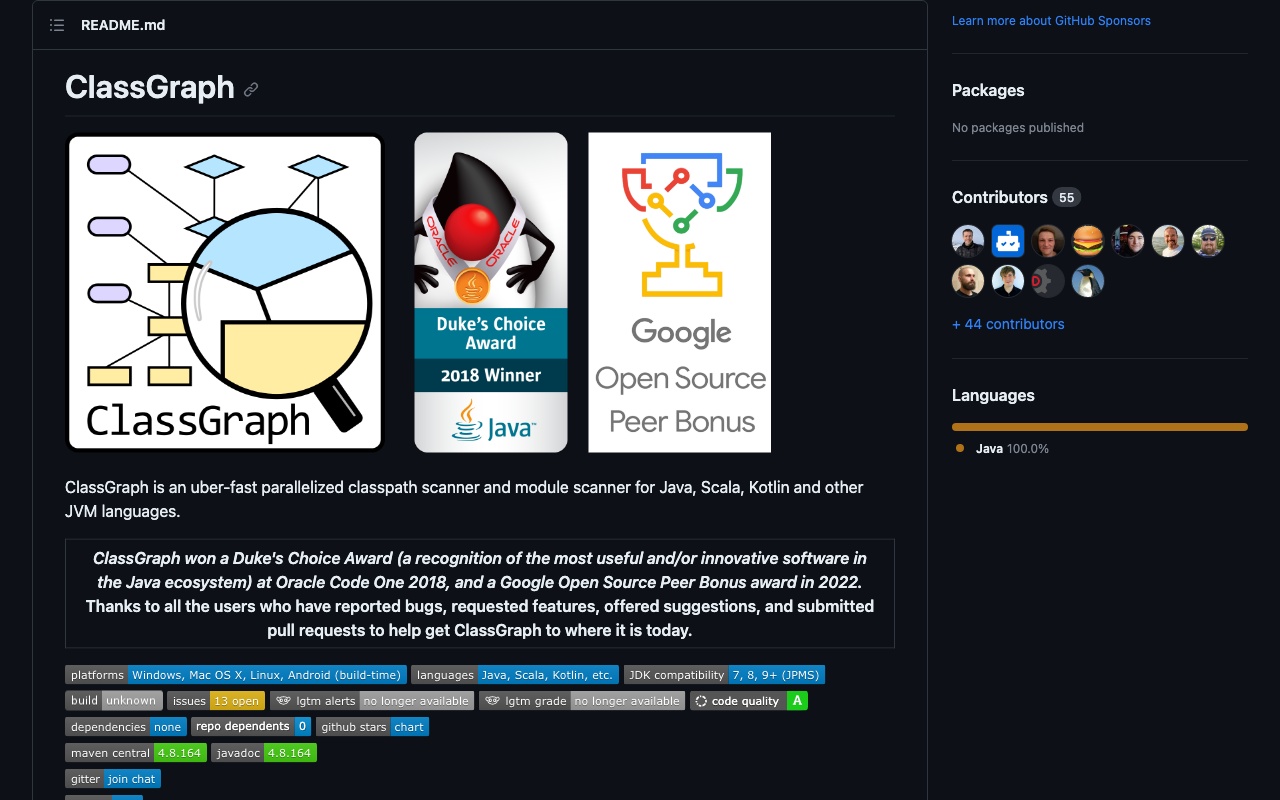 README.md
ClassGraph
ClassGraph
ORACLE ORACLE
Duke's Choice
Award
2018 Winner
Java™
Google
Open Source
Peer Bonus
ClassGraph is an uber-fast parallelized classpath scanner and module scanner for Java, Scala, Kotlin and other
JVM languages.
ClassGraph won a Duke's Choice Award (a recognition of the most useful and/or innovative software in
the Java ecosystem) at Oracle Code One 2018, and a Google Open Source Peer Bonus award in 2022.
Thanks to all the users who have reported bugs, requested features, offered suggestions, and submitted
pull requests to help get ClassGraph to where it is today.
platforms Windows, Mac OS X, Linux, Android (build-time) languages Java, Scala, Kotlin, etc. JDK compatibility 7, 8, 9+ (JPMS)
build unknown issues 13 open lgtm alerts no longer available lgtm grade no longer available code quality A
dependencies none repo dependents 0 github stars chart
maven central 4.8.164 javadoc 4.8.164
gitter join chat
Learn more about GitHub Sponsors
Packages
No packages published
Contributors 55
D
+ 44 contributors
Languages
Java 100.0%